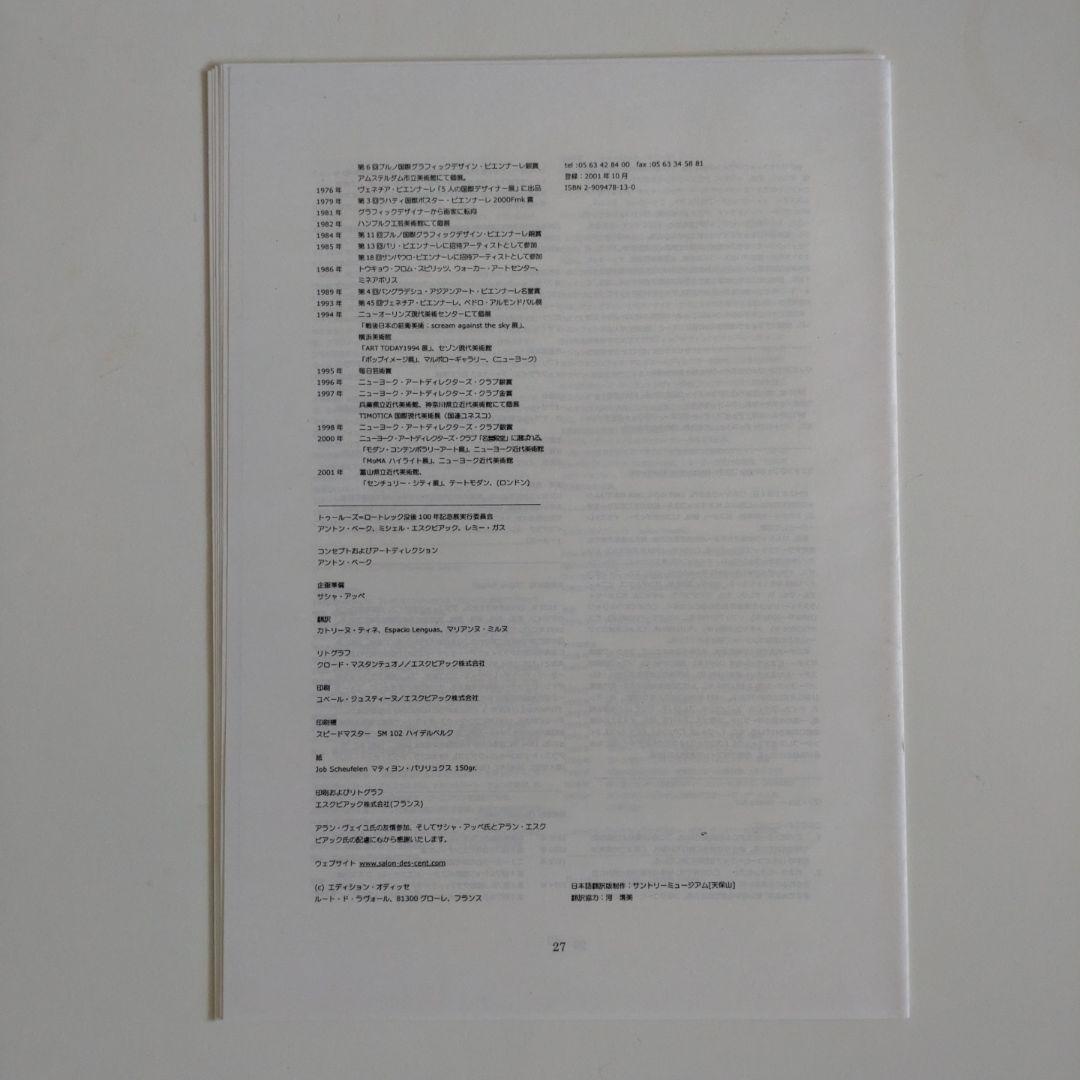 第6回ブルノ国際グラフィックデザイン・ビエンナーレ銀賞
アムステルダム市立美術館にて個展。
1976年 ヴェネチア・ビエンナーレ「5人の国際デザイナー展」に出品
1979年 第3回ラハティ国際ポスター・ビエンナーレ 2000Fmk 賞
1981年 グラフィックデザイナーから術家に転向
1982年 ハンブルク工芸美術館にて個展
1984年 第11回ブルノ国際グラフィックデザイン・ビエンナーレ銀賞
1985年 第13回パリ・ビエンナーレに招待アーティストとして参加
第18回サンパウロ・ビエンナーレに招待アーティストとして参加
1986年 トウキョウ・フロム・スピリッツ、ウォーカー・アートセンター、
ミネアポリス
1989年 第4回バングラデシュ・アジアンアート・ビエンナーレ名誉賞
1993年 第45回ヴェネチア・ビエンナーレ、ペドロ・アルモンドバル展
1994年 ニューオーリンズ現代美術センターにて個展
「戦後日本の前衛美術：scream against the sky 展」、
横浜美術館
「ART TODAY1994 展」、セゾン現代美術館
「ポップイメージ展」、マルボローギャラリー、（ニューヨーク）
1995年 毎日芸術賞
1996年 ニューヨーク・アートディレクターズ・クラブ銀賞
1997年 ニューヨーク・アートディレクターズ・クラブ金賞
兵庫県立近代美術館、神奈川県立近代美術館にて個展
TIMOTICA 国際現代美術展（国連ユネスコ）
1998年 ニューヨーク・アートディレクターズ・クラブ銀賞
2000年 ニューヨーク・アートディレクターズ・クラブ「名誉殿堂」に選ばれる。
「モダン・コンテンポラリーアート展」、ニューヨーク近代美術館
「MoMA ハイライト展」、ニューヨーク近代美術館
2001年 富山県立近代美術館、
「センチュリー・シティ展」、テートモダン、（ロンドン）
トゥールーズ=ロートレック没後100年記念展実行委員会
アントン・ベーク、ミシェル・エスクビアック、レミー・ガス
コンセプトおよびアートディレクション
アントン・ベーク
企画準備
サシャ・アッペ
翻訳
カトリーヌ・ティネ、Espacio Lenguas、マリアンヌ・ミルヌ
リトグラフ
クロード・マスタンテュオノ／エスクビアック株式会社
印刷
ユベール・ジュスティーヌ／エスクビアック株式会社
印刷機
スピードマスター SM 102 ハイデルベルク
紙
Job Scheufelen マティヨン・パリリュクス 150gr.
印刷およびリトグラフ
エスクビアック株式会社(フランス)
アラン・ヴェイユ氏の友情参加、そしてサシャ・アッペ氏とアラン・エスク
ビアック氏の配慮に心から感謝いたします。
ウェブサイト www.salon-des-cent.com
(c) エディション・オディッセ
ルート・ド・ラヴォール、81300 グローレ、フランス
tel :05 63 42 84 00 fax :05 63 34 58 81
登録：2001年10月
ISBN 2-909478-13-0
日本語翻訳版制作：サントリーミュージアム[天保山]
翻訳協力：河 博美
27